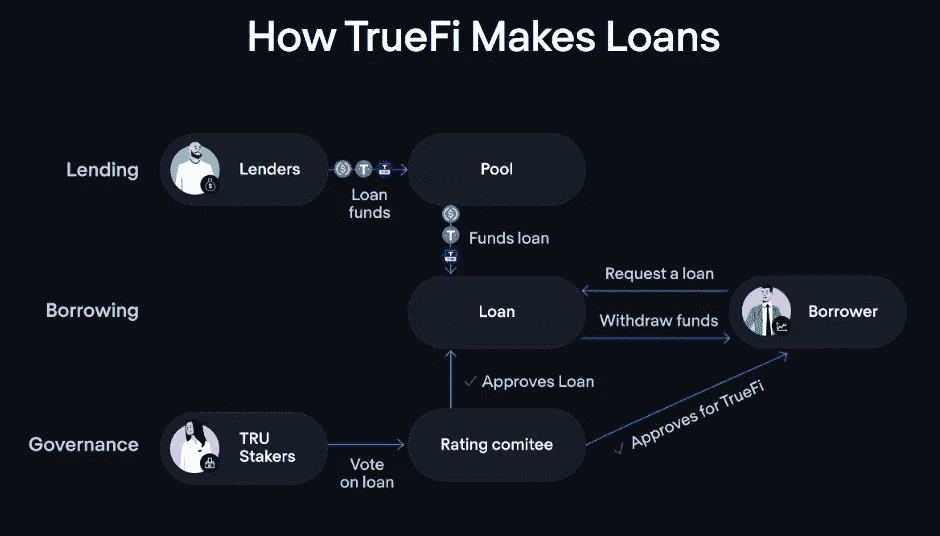 How TrueFi Makes Loans
Lending
Lenders
Loan
funds
Pool
Funds loan
Borrowing
Loan
Request a loan
Withdraw funds
Borrower
Approves Loan
Approves for TrueFi
Governance
TRU
Stakers
Vote
on loan
Rating comitee